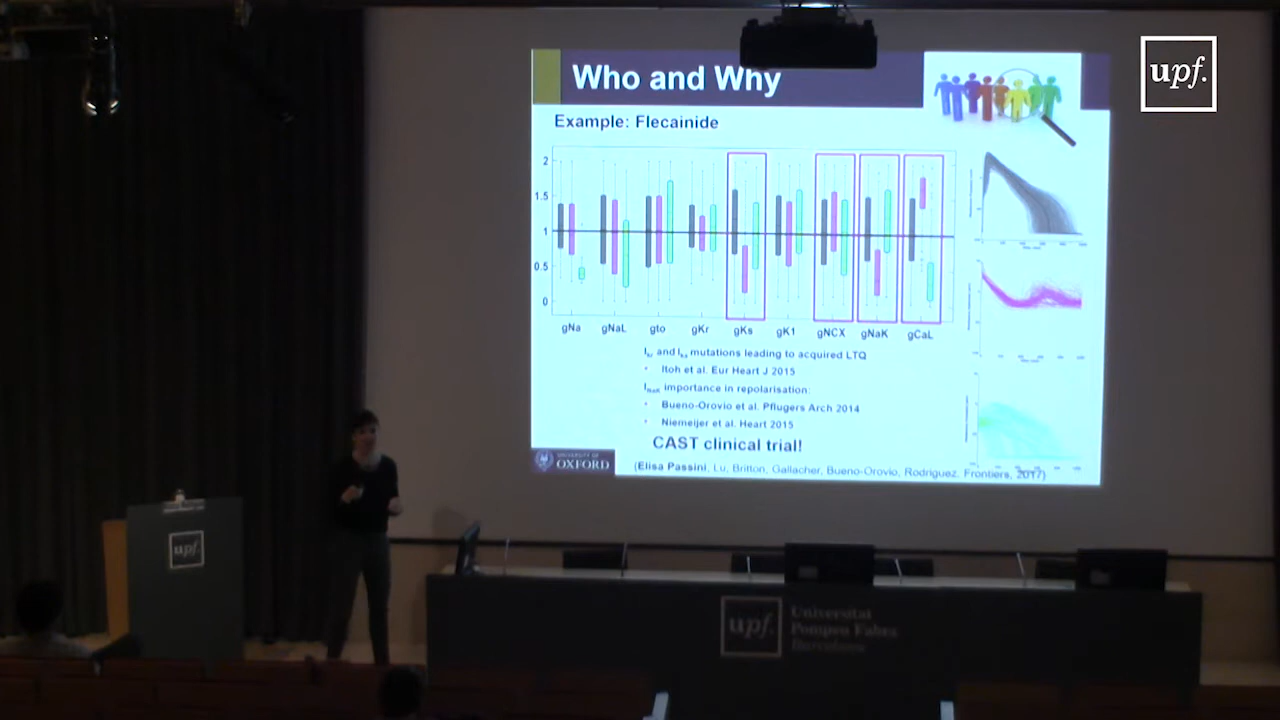 Who and Why
upf.
Example: Flecainide
2
1.5
1
0.5
0
gNa gNaL gto gKr gKs gK1 gNCX gNaK gCaL
and mutations leading to acquired LTQ
• Itoh et al. Eur Heart J 2015
importance in repolarisation:
• Bueno-Orovio et al. Pflugers Arch 2014
• Niemeijer et al. Heart 2015
CAST clinical trial!
UNIVERSITY OF
OXFORD
(Elisa Passini, Lu, Britton, Gallacher, Bueno-Orovio, Rodriguez. Frontiers, 2017)
upf.
upf.
Universitat
Pompeu Fabra
Barcelona